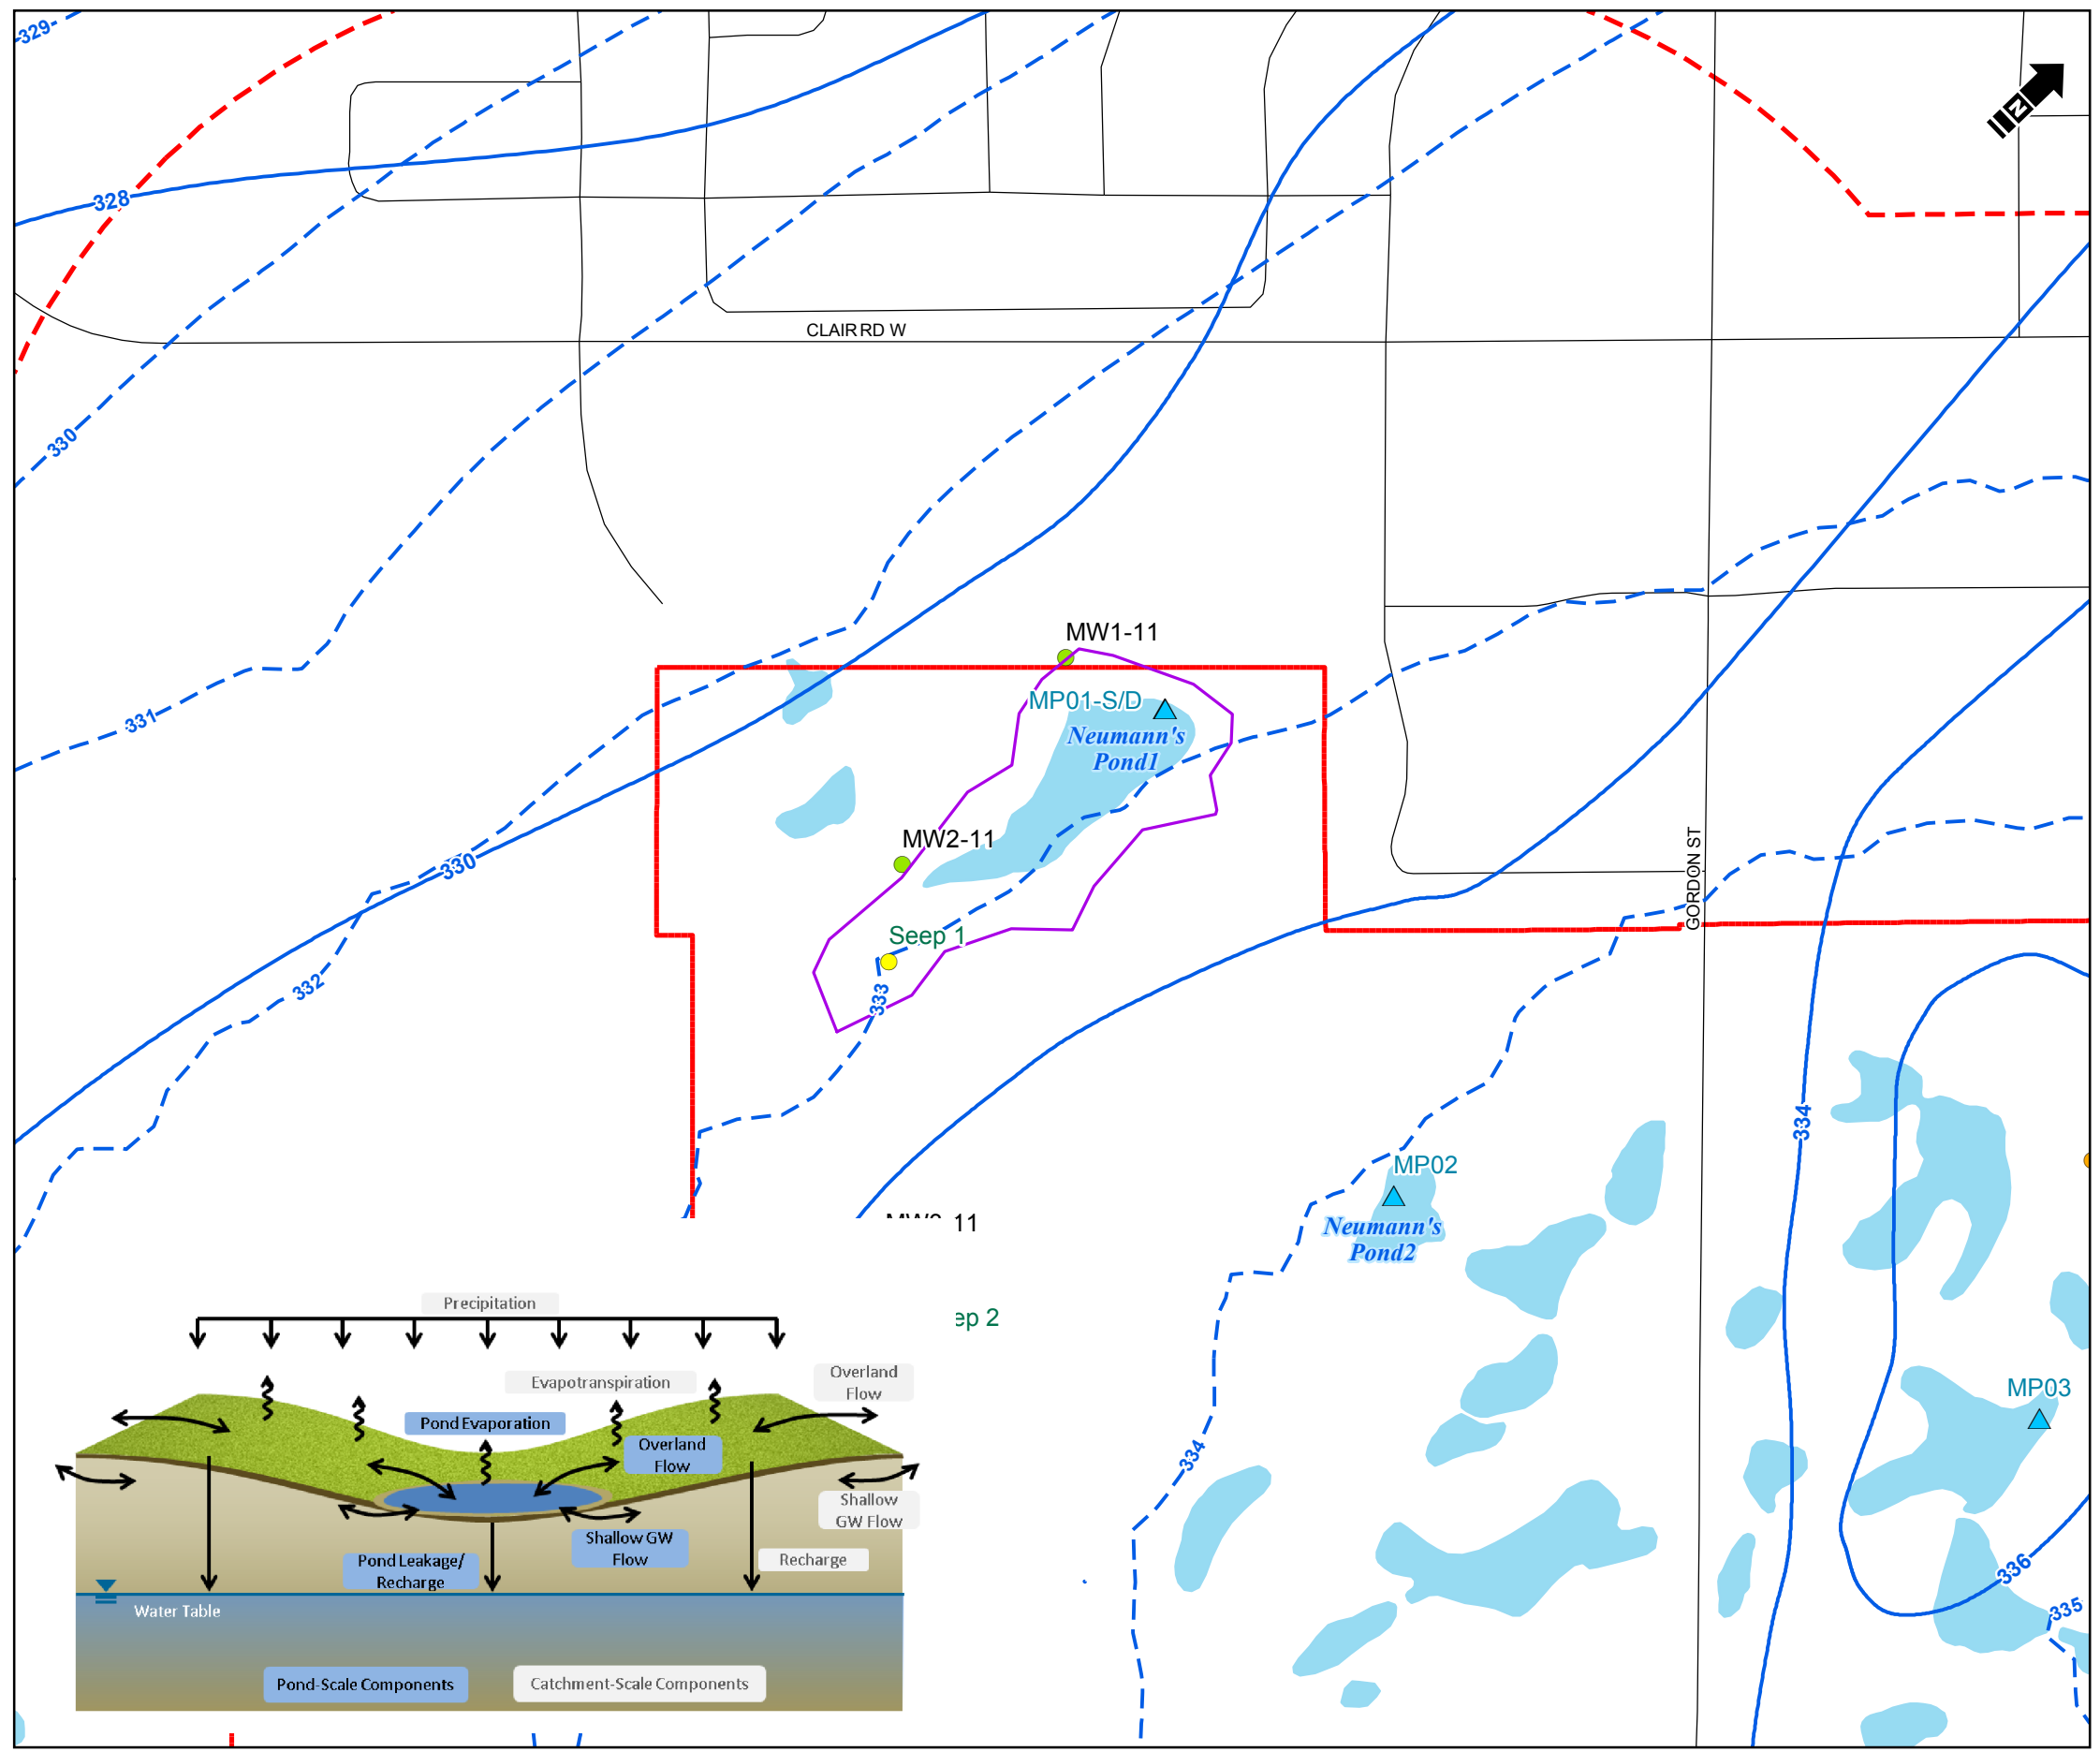 329
328
CLAIR RD W
330
331
MW1-11
MP01-S/D
Neumann's
Pond1
MW2-11
330
GORDON ST
Seep 1
332
333
334
MP02
Neumann's
Pond2
11
ep 2
MP03
334
336
335
Precipitation
Evapotranspiration
Overland
Flow
Pond Evaporation
Overland
Flow
Shallow
GW Flow
Shallow GW
Flow
Pond Leakage/
Recharge
Recharge
Water Table
Pond-Scale Components
Catchment-Scale Components